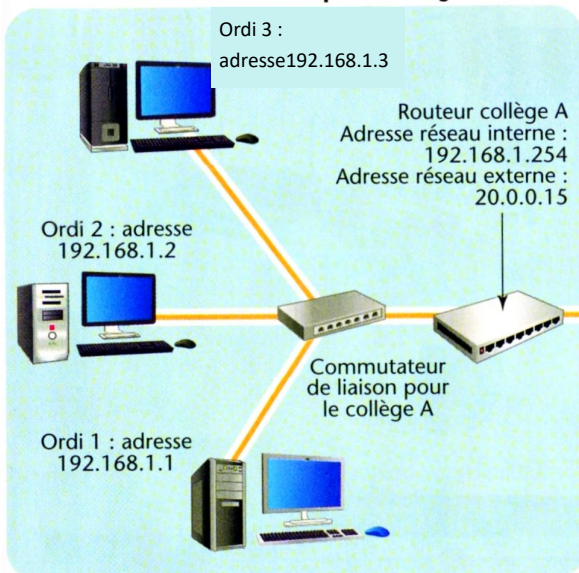 Ordi 3 :
adresse192.168.1.3
Routeur collège A
Adresse réseau interne :
192.168.1.254
Adresse réseau externe :
20.0.0.15
Ordi 2 : adresse
192.168.1.2
Commutateur
de liaison pour
le collège A
Ordi 1 : adresse
192.168.1.1